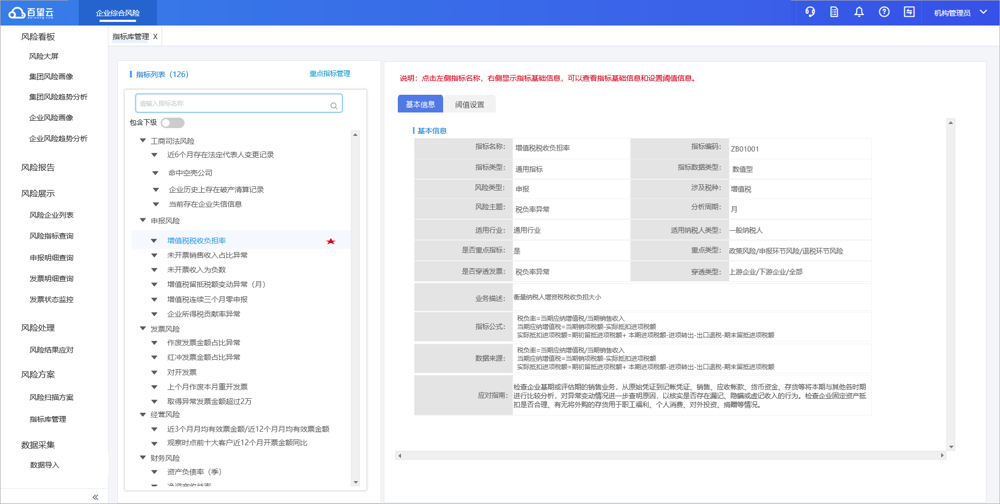 百望云
baiwang.com
企业综合风险
机构管理员
风险看板
风险大屏
集团风险画像
集团风险趋势分析
企业风险画像
企业风险趋势分析
风险报告
风险展示
风险企业列表
风险指标查询
申报明细查询
发票明细查询
发票状态监控
风险处理
风险结果应对
风险方案
风险扫描方案
指标库管理
数据采集
数据导入
«
指标库管理 X
指标列表（126）
重点指标管理
请输入指标名称
包含下级
工商司法风险
近6个月存在法定代表人变更记录
命中空壳公司
企业历史上存在破产清算记录
当前存在企业失信信息
申报风险
增值税税收负担率
未开票销售收入占比异常
未开票收入为负数
增值税留抵税额变动异常（月）
增值税连续三个月零申报
企业所得税贡献率异常
发票风险
作废发票金额占比异常
红冲发票金额占比异常
对开发票
上个月作废本月重开发票
取得异常发票金额超过2万
经营风险
近3个月月均有效票金额/近12个月月均有效票金额
观察时点前十大客户近12个月开票金额同比
财务风险
资产负债率（季）
净资产收益率
说明：点击左侧指标名称，右侧显示指标基础信息，可以查看指标基础信息和设置阈值信息。
基本信息
阈值设置
基本信息
指标名称： 增值税税收负担率 指标编码： ZB01001
指标类型： 通用指标 指标数据类型： 数值型
风险类型： 申报 涉及税种： 增值税
风险主题： 税负率异常 分析周期： 月
适用行业： 通用行业 适用纳税人类型： 一般纳税人
是否重点指标： 是 重点类型： 政策风险/申报环节风险/退税环节风险
是否穿透发票： 税负率异常 穿透类型： 上游企业/下游企业/全部
业务描述： 衡量纳税人增资税税收负担大小
指标公式：
税负率=当期应纳增值税/当期销售收入
当期应纳增值税=当期销项税额-实际抵扣进项税额
实际抵扣进项税额=期初留抵进项税额+ 本期进项税额-进项转出-出口退税-期末留抵进项税额
数据来源：
税负率=当期应纳增值税/当期销售收入
当期应纳增值税=当期销项税额-实际抵扣进项税额
实际抵扣进项税额=期初留抵进项税额+ 本期进项税额-进项转出-出口退税-期末留抵进项税额
应对指南：
检查企业基期或评估期的销售业务，从原始凭证到记帐凭证、销售、应收帐款、货币资金、存货等将本期与其他各时期
进行比较分析，对异常变动情况进一步查明原因，以核实是否存在漏记、隐瞒或虚记收入的行为。检查企业固定资产抵
扣是否合理、有无将外购的存货用于职工福利、个人消费、对外投资、捐赠等情况。